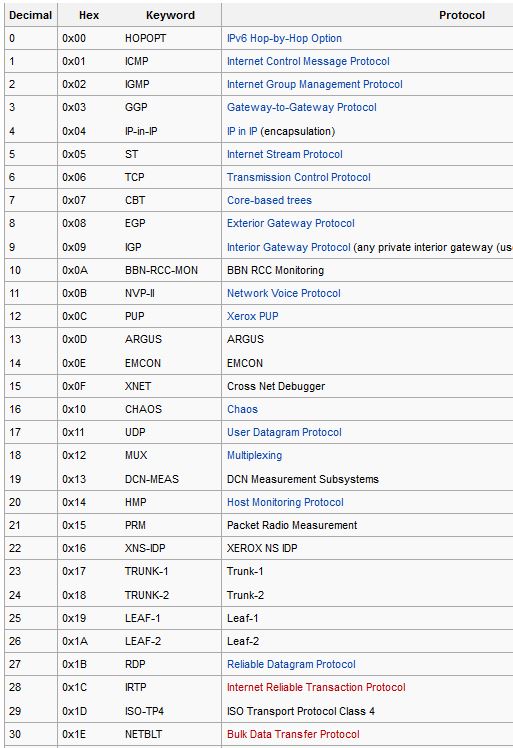 Decimal Hex Keyword Protocol
0 0x00 HOPOPT IPv6 Hop-by-Hop Option
1 0x01 ICMP Internet Control Message Protocol
2 0x02 IGMP Internet Group Management Protocol
3 0x03 GGP Gateway-to-Gateway Protocol
4 0x04 IP-in-IP IP in IP (encapsulation)
5 0x05 ST Internet Stream Protocol
6 0x06 TCP Transmission Control Protocol
7 0x07 CBT Core-based trees
8 0x08 EGP Exterior Gateway Protocol
9 0x09 IGP Interior Gateway Protocol (any private interior gateway (us
10 0x0A BBN-RCC-MON BBN RCC Monitoring
11 0x0B NVP-II Network Voice Protocol
12 0x0C PUP Xerox PUP
13 0x0D ARGUS ARGUS
14 0x0E EMCON EMCON
15 0x0F XNET Cross Net Debugger
16 0x10 CHAOS Chaos
17 0x11 UDP User Datagram Protocol
18 0x12 MUX Multiplexing
19 0x13 DCN-MEAS DCN Measurement Subsystems
20 0x14 HMP Host Monitoring Protocol
21 0x15 PRM Packet Radio Measurement
22 0x16 XNS-IDP XEROX NS IDP
23 0x17 TRUNK-1 Trunk-1
24 0x18 TRUNK-2 Trunk-2
25 0x19 LEAF-1 Leaf-1
26 0x1A LEAF-2 Leaf-2
27 0x1B RDP Reliable Datagram Protocol
28 0x1C IRTP Internet Reliable Transaction Protocol
29 0x1D ISO-TP4 ISO Transport Protocol Class 4
30 0x1E NETBLT Bulk Data Transfer Protocol